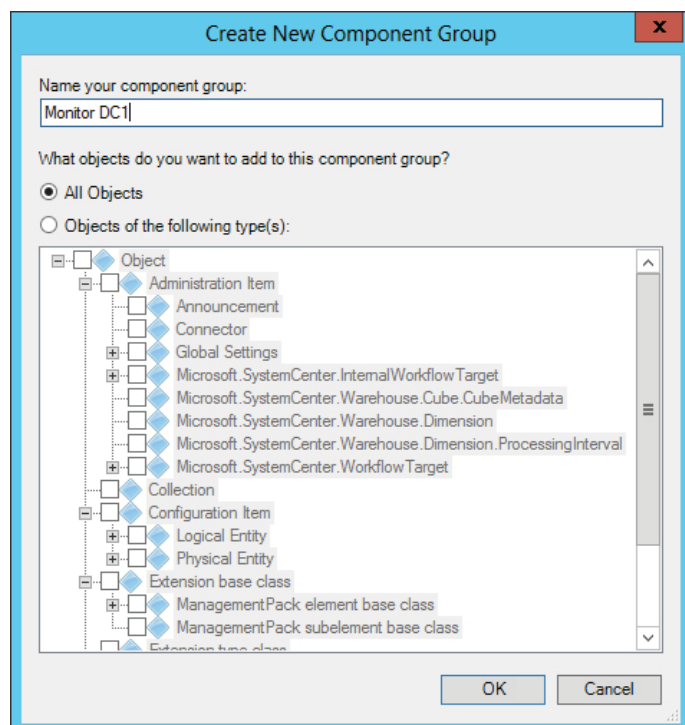 Create New Component Group
x
Name your component group:
Monitor DC1
What objects do you want to add to this component group?
All Objects
Objects of the following type(s):
Object
Administration Item
Announcement
Connector
Global Settings
Microsoft.SystemCenter.InternalWorkflowTarget
Microsoft.SystemCenter.Warehouse.Cube.CubeMetadata
Microsoft.SystemCenter.Warehouse.Dimension
Microsoft.SystemCenter.Warehouse.Dimension.ProcessingInterval
Microsoft.SystemCenter.WorkflowTarget
Collection
Configuration Item
Logical Entity
Physical Entity
Extension base class
ManagementPack element base class
ManagementPack subelement base class
Extension type class
OK Cancel